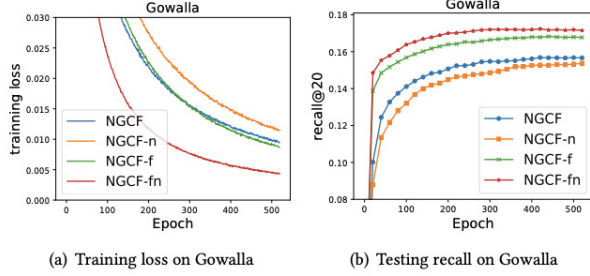 Gowalla
0.030
0.025
0.020
0.015
0.010
0.005
0.000
trainning loss
NGCF
NGCF-n
NGCF-f
NGCF-fn
0 100 200 300 400 500
Epoch
(a) Training loss on Gowalla
Gowalla
0.18
0.16
0.14
0.12
0.10
0.08
recall@20
NGCF
NGCF-n
NGCF-f
NGCF-fn
0 100 200 300 400 500
Epoch
(b) Testing recall on Gowalla